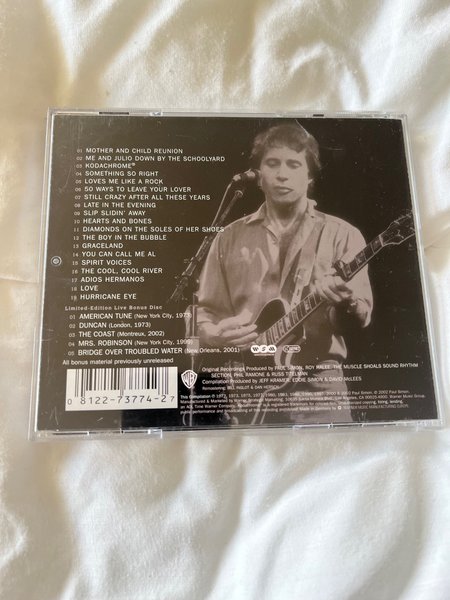 01 MOTHER AND CHILD REUNION
02 ME AND JULIO DOWN BY THE SCHOOLYARD
03 KODACHROME®
04 SOMETHING SO RIGHT
05 LOVES ME LIKE A ROCK
06 50 WAYS TO LEAVE YOUR LOVER
07 STILL CRAZY AFTER ALL THESE YEARS
08 LATE IN THE EVENING
09 SLIP SLIDIN' AWAY
10 HEARTS AND BONES
11 DIAMONDS ON THE SOLES OF HER SHOES
12 THE BOY IN THE BUBBLE
13 GRACELAND
14 YOU CAN CALL ME AL
15 SPIRIT VOICES
16 THE COOL, COOL RIVER
17 ADIOS HERMANOS
18 LOVE
19 HURRICANE EYE
Limited-Edition Live Bonus Disc
01 AMERICAN TUNE (New York City, 1973)
02 DUNCAN (London, 1973)
03 THE COAST (Montreux, 2002)
04 MRS. ROBINSON (New York City, 1999)
05 BRIDGE OVER TROUBLED WATER (New Orleans, 2001)
All bonus material previously unreleased
0 8122-73774-2 7
WSM
Original Recordings Produced by PAUL SIMON, ROY HALEE, THE MUSCLE SHOALS SOUND RHYTHM
SECTION, PHIL RAMONE & RUSS TITELMAN
Compilation Produced by JEFF KRAMER, EDDIE SIMON & DAVID McLEES
Remastering: BILL INGLOT & DAN HERSCH